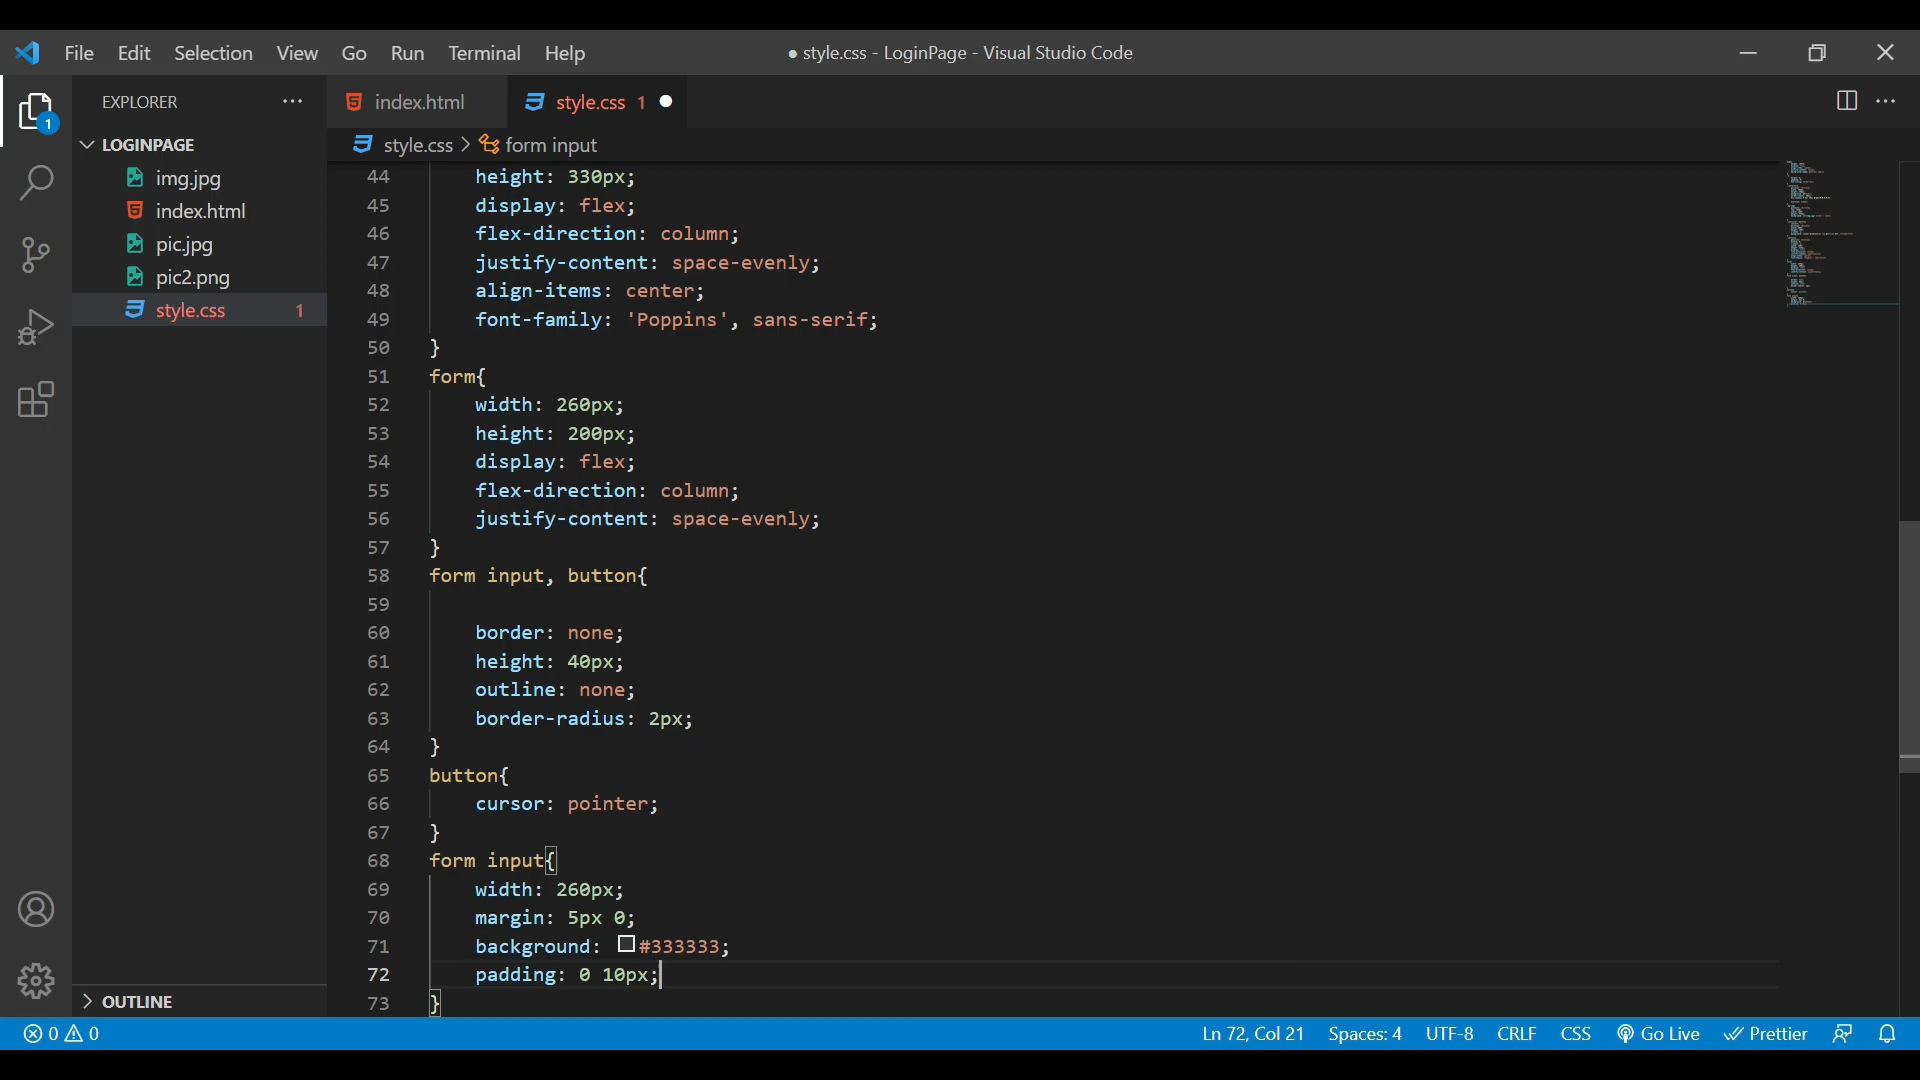 File Edit Selection View Go Run Terminal Help
● style.css - LoginPage - Visual Studio Code
EXPLORER
index.html
style.css 1
LOGINPAGE
style.css > form input
img.jpg
index.html
pic.jpg
pic2.png
style.css 1
44 height: 330px;
45 display: flex;
46 flex-direction: column;
47 justify-content: space-evenly;
48 align-items: center;
49 font-family: 'Poppins', sans-serif;
50 }
51 form{
52 width: 260px;
53 height: 200px;
54 display: flex;
55 flex-direction: column;
56 justify-content: space-evenly;
57 }
58 form input, button{
59
60 border: none;
61 height: 40px;
62 outline: none;
63 border-radius: 2px;
64 }
65 button{
66 cursor: pointer;
67 }
68 form input{
69 width: 260px;
70 margin: 5px 0;
71 background: #333333;
72 padding: 0 10px;
73 }
1
OUTLINE
0 0
Ln 72, Col 21 Spaces: 4 UTF-8 CRLF CSS Go Live Prettier